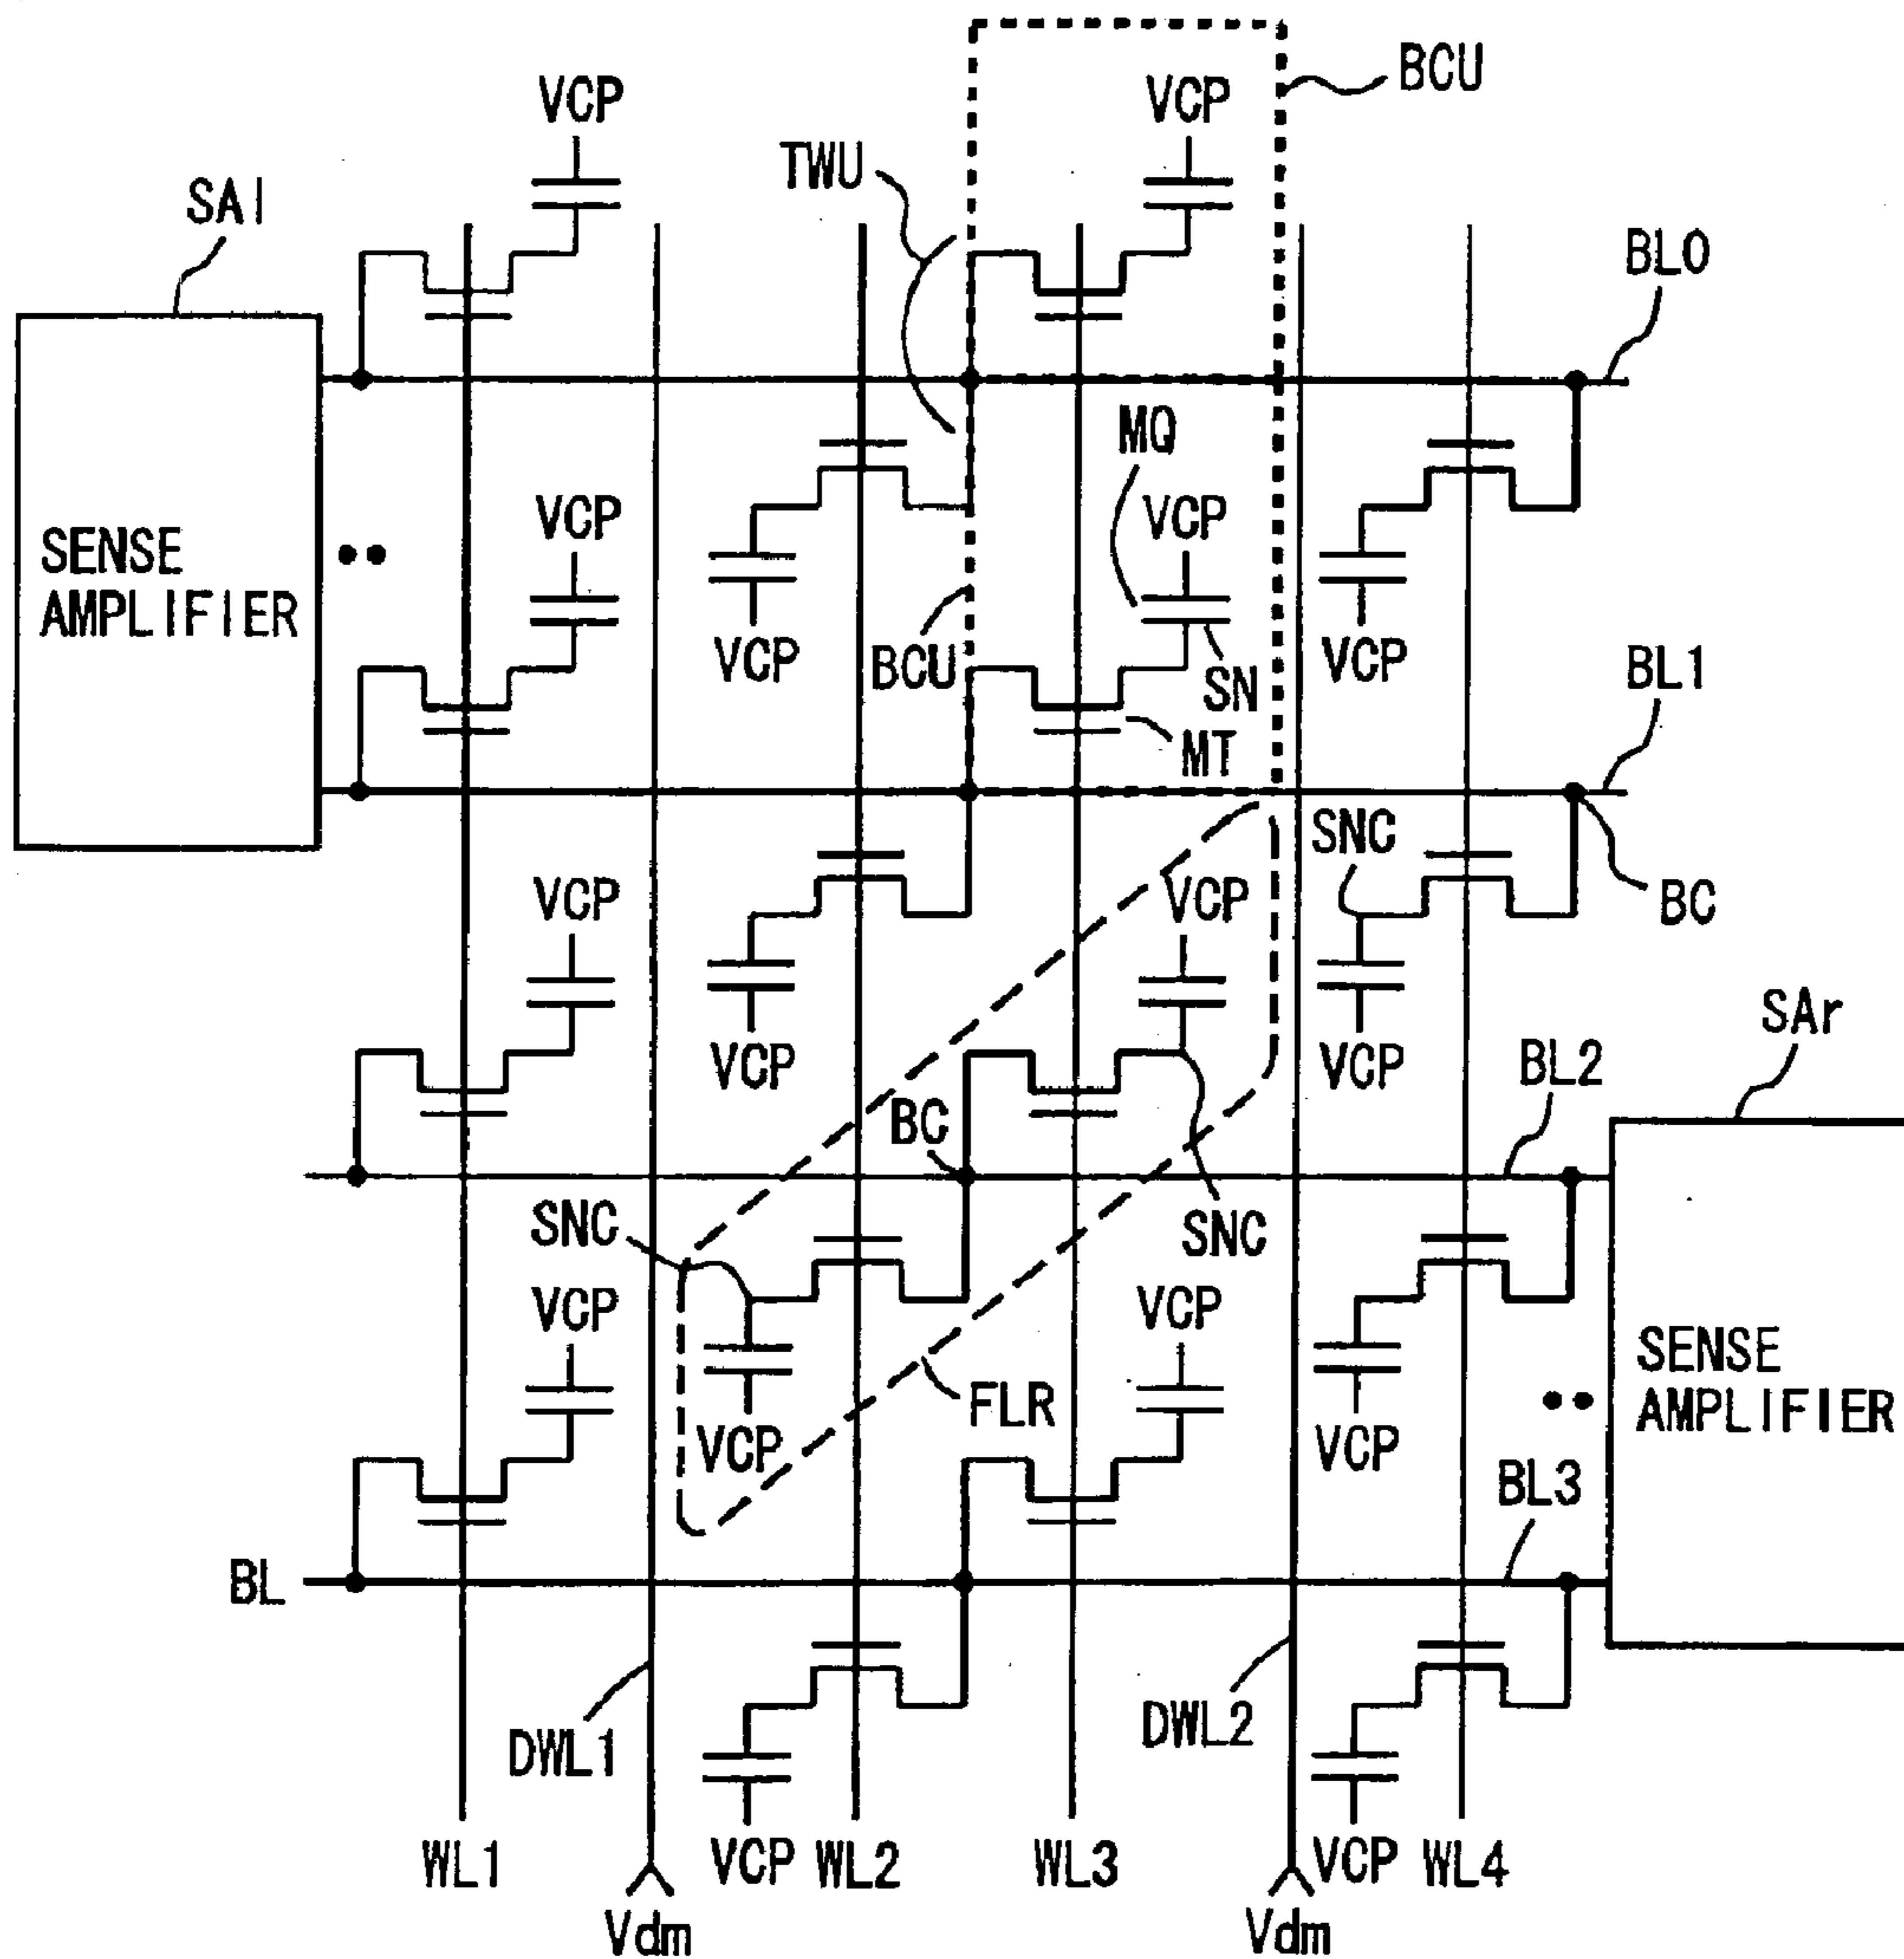 BCU
VCP
VCP
TWU
SAl
BL0
MQ
VCP
VCP
SENSE
AMPLIFIER
VCP
BCU
SN
VCP
BL1
MT
SNC
VCP
VCP
BC
SAr
VCP
BL2
VCP
BC
SNC
SNC
VCP
VCP
SENSE
AMPLIFIER
FLR
VCP
VCP
BL3
BL
DWL1
DWL2
VCP
VCP
WL1
WL2
WL3
WL4
Vdm
Vdm